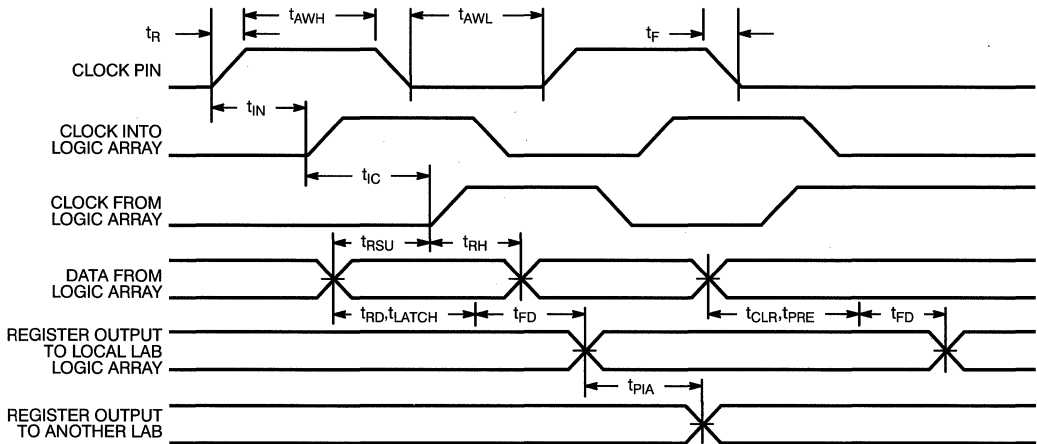 tAWH
tAWL
tR
tF
CLOCK PIN
tIN
CLOCK INTO
LOGIC ARRAY
tIC
CLOCK FROM
LOGIC ARRAY
tRSU
tRH
DATA FROM
LOGIC ARRAY
tRD,tLATCH
tFD
tCLR,tPRE
tFD
REGISTER OUTPUT
TO LOCAL LAB
LOGIC ARRAY
tPIA
REGISTER OUTPUT
TO ANOTHER LAB